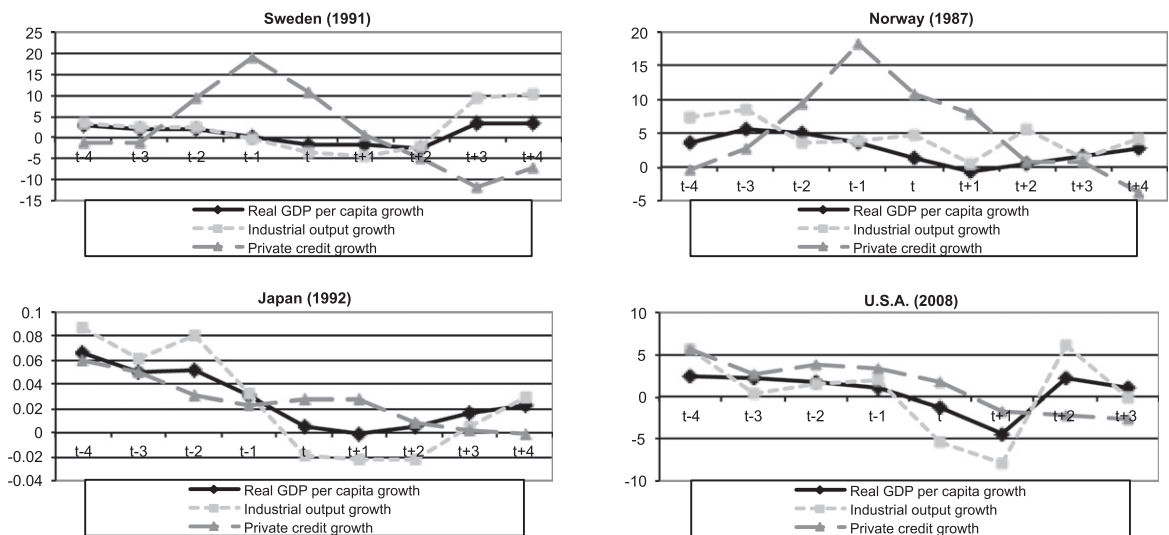 Sweden (1991)
25
20
15
10
5
0
-5
-10
-15
t-4 t-3 t-2 t-1 t t+1 t+2 t+3 t+4
Real GDP per capita growth
Industrial output growth
Private credit growth
Norway (1987)
20
15
10
5
0
-5
t-4 t-3 t-2 t-1 t t+1 t+2 t+3 t+4
Real GDP per capita growth
Industrial output growth
Private credit growth
Japan (1992)
0.1
0.08
0.06
0.04
0.02
0
-0.02
-0.04
t-4 t-3 t-2 t-1 t t+1 t+2 t+3 t+4
Real GDP per capita growth
Industrial output growth
Private credit growth
U.S.A. (2008)
10
5
0
-5
-10
t-4 t-3 t-2 t-1 t t+1 t+2 t+3
Real GDP per capita growth
Industrial output growth
Private credit growth